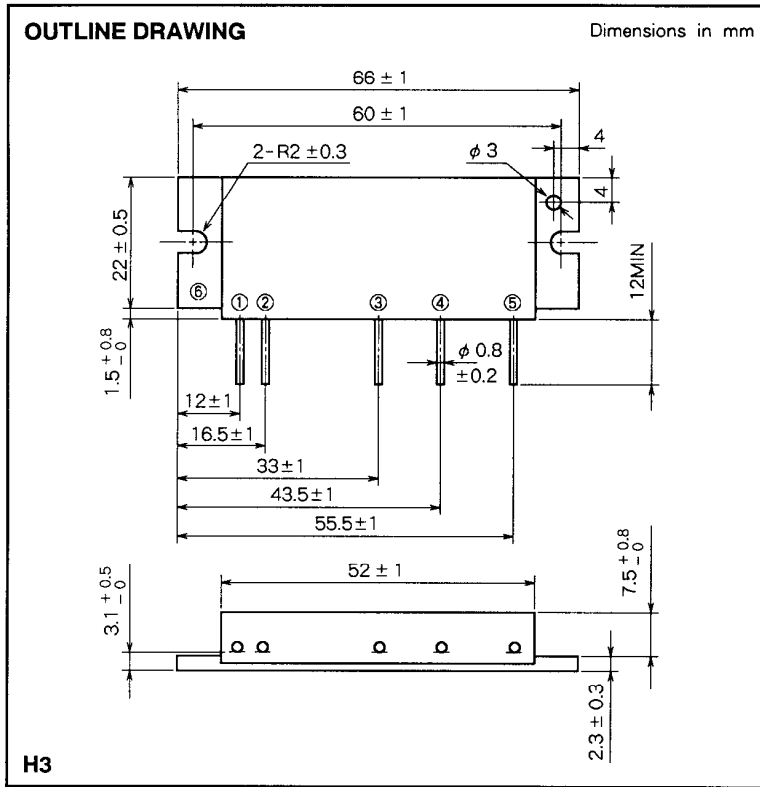 OUTLINE DRAWING
Dimensions in mm
66 ± 1
60 ± 1
4
2-R2 ±0.3
φ 3
4
22 ± 0.5
12MIN
⑥
① ② ③ ④ ⑤
1.5 +0.8 -0
φ 0.8
±0.2
12±1
16.5±1
33±1
43.5±1
55.5±1
52 ± 1
3.1 +0.5 -0
7.5 +0.8 -0
2.3 ± 0.3
H3